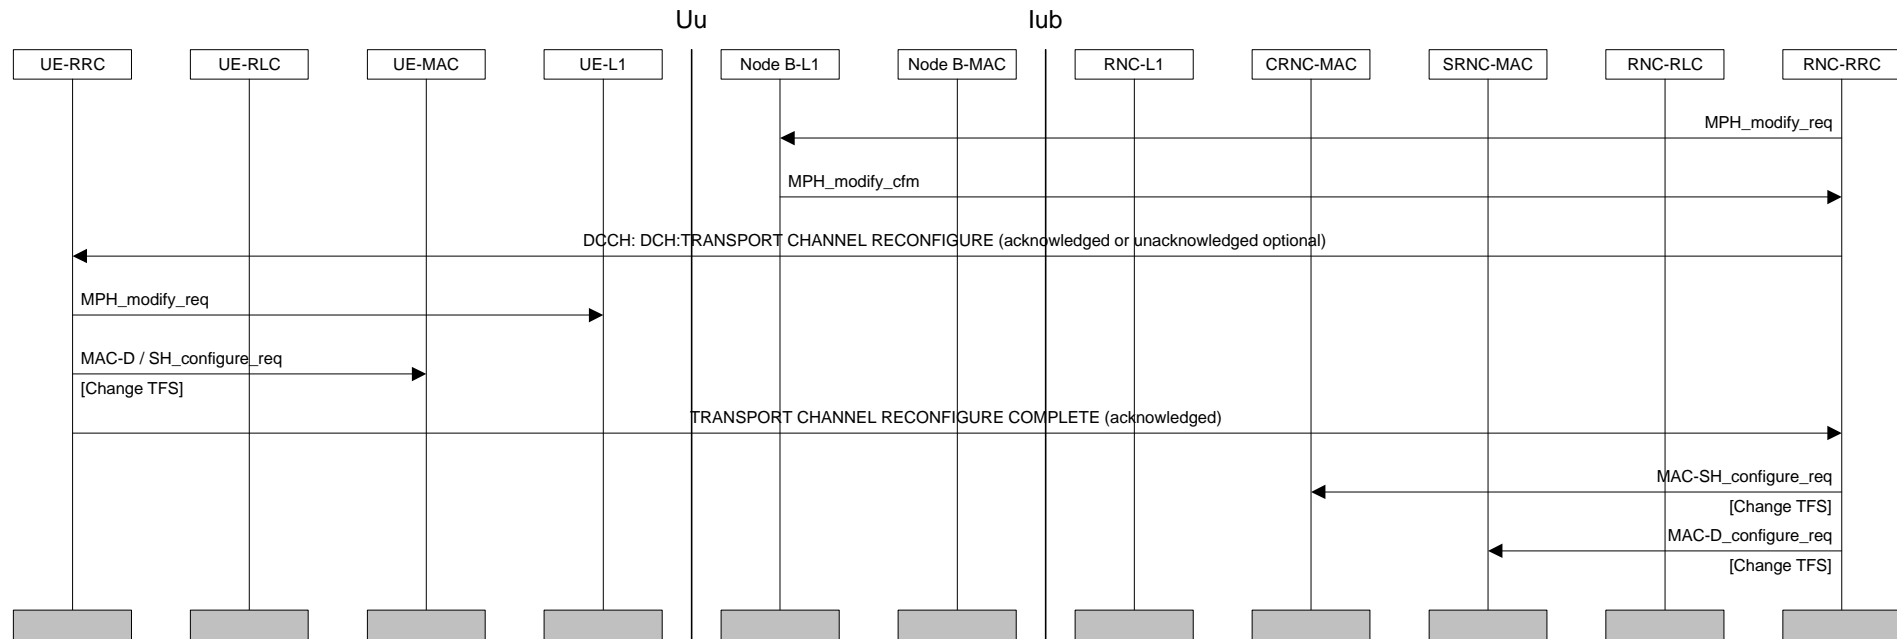 Uu
Iub
UE-RRC
UE-RLC
UE-MAC
UE-L1
Node B-L1
Node B-MAC
RNC-L1
CRNC-MAC
SRNC-MAC
RNC-RLC
RNC-RRC
MPH_modify_req
MPH_modify_cfm
DCCH: DCH:TRANSPORT CHANNEL RECONFIGURE (acknowledged or unacknowledged optional)
MPH_modify_req
MAC-D / SH_configure_req
[Change TFS]
TRANSPORT CHANNEL RECONFIGURE COMPLETE (acknowledged)
MAC-SH_configure_req
[Change TFS]
MAC-D_configure_req
[Change TFS]